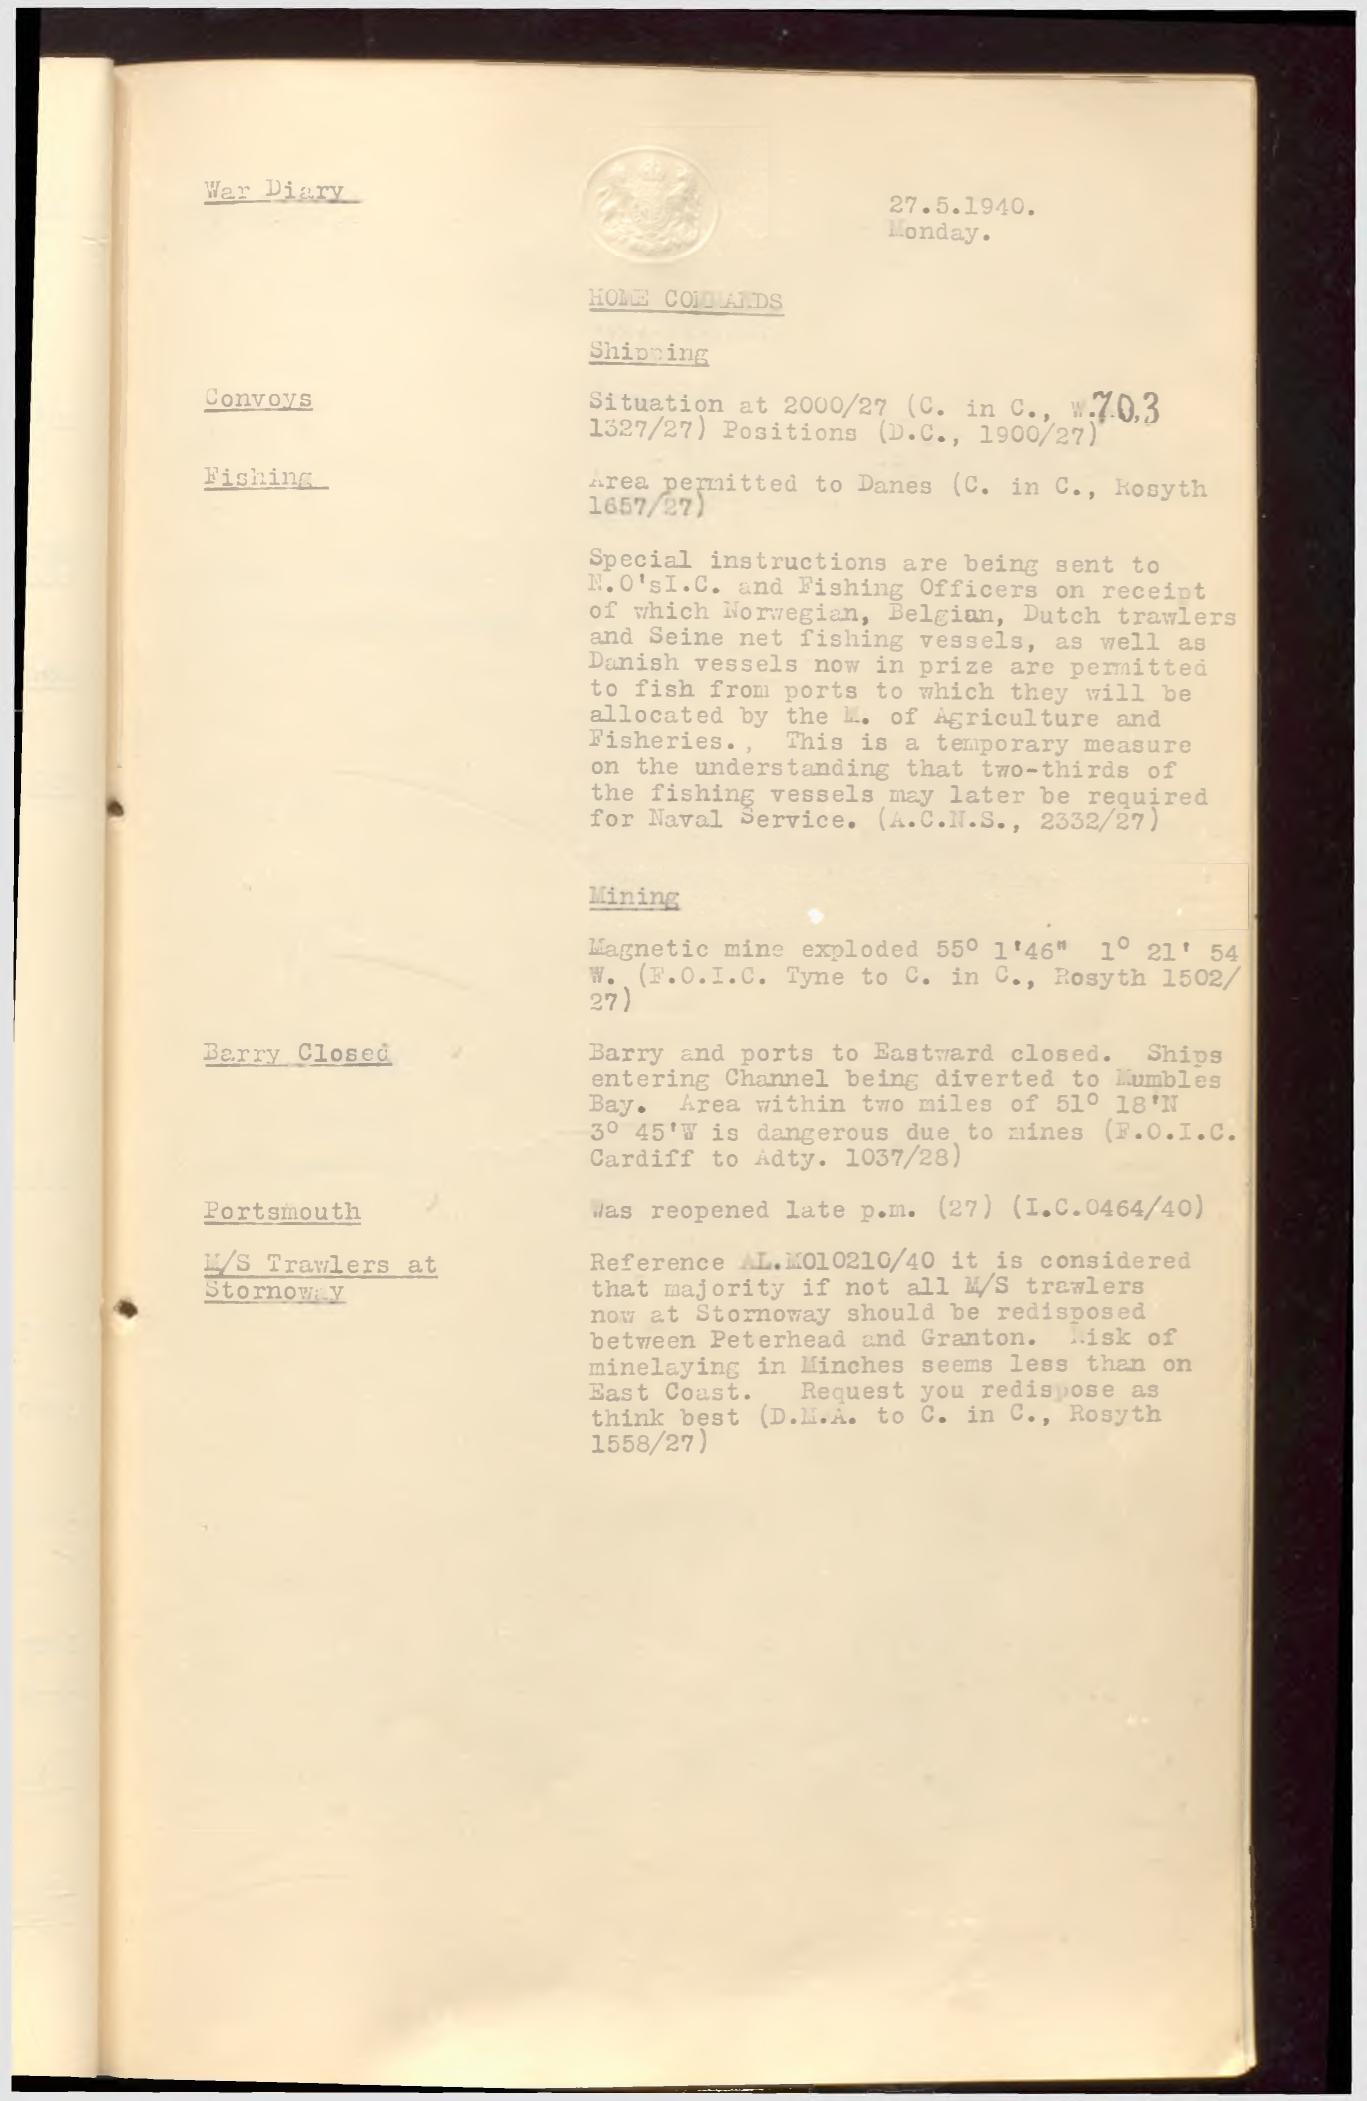 War Diary
27.5.1940.
Monday.
HOME COMMANDS
Shipping
Convoys
Situation at 2000/27 (C. in C., W.A.
703
1327/27) Positions (D.C., 1900/27)
Fishing
Area permitted to Danes (C. in C., Rosyth
1657/27)
Special instructions are being sent to
N.O'sI.C. and Fishing Officers on receipt
of which Norwegian, Belgian, Dutch trawlers
and Seine net fishing vessels, as well as
Danish vessels now in prize are permitted
to fish from ports to which they will be
allocated by the M. of Agriculture and
Fisheries., This is a temporary measure
on the understanding that two-thirds of
the fishing vessels may later be required
for Naval Service. (A.C.N.S., 2332/27)
Mining
Magnetic mine exploded 55° 1'46" 1° 21' 54
W. (F.O.I.C. Tyne to C. in C., Rosyth 1502/
27)
Barry Closed
Barry and ports to Eastward closed. Ships
entering Channel being diverted to Mumbles
Bay. Area within two miles of 51° 18'N
3° 45'W is dangerous due to mines (F.O.I.C.
Cardiff to Adty. 1037/28)
Portsmouth
Was reopened late p.m. (27) (I.C.0464/40)
M/S Trawlers at
Stornoway
Reference AL.M010210/40 it is considered
that majority if not all M/S trawlers
now at Stornoway should be redisposed
between Peterhead and Granton. Risk of
minelaying in Minches seems less than on
East Coast. Request you redispose as
think best (D.M.A. to C. in C., Rosyth
1558/27)